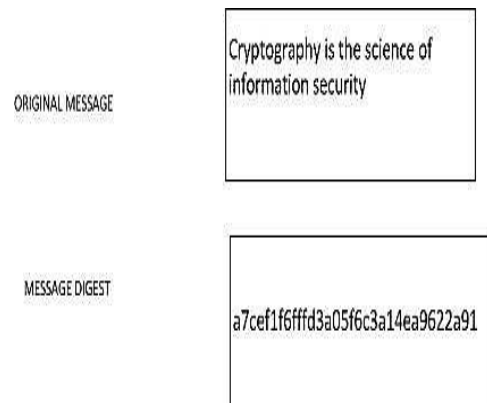 Cryptography is the science of
information security
ORIGINAL MESSAGE
MESSAGE DIGEST
a7cef1f6fffd3a05f6c3a14ea9622a91